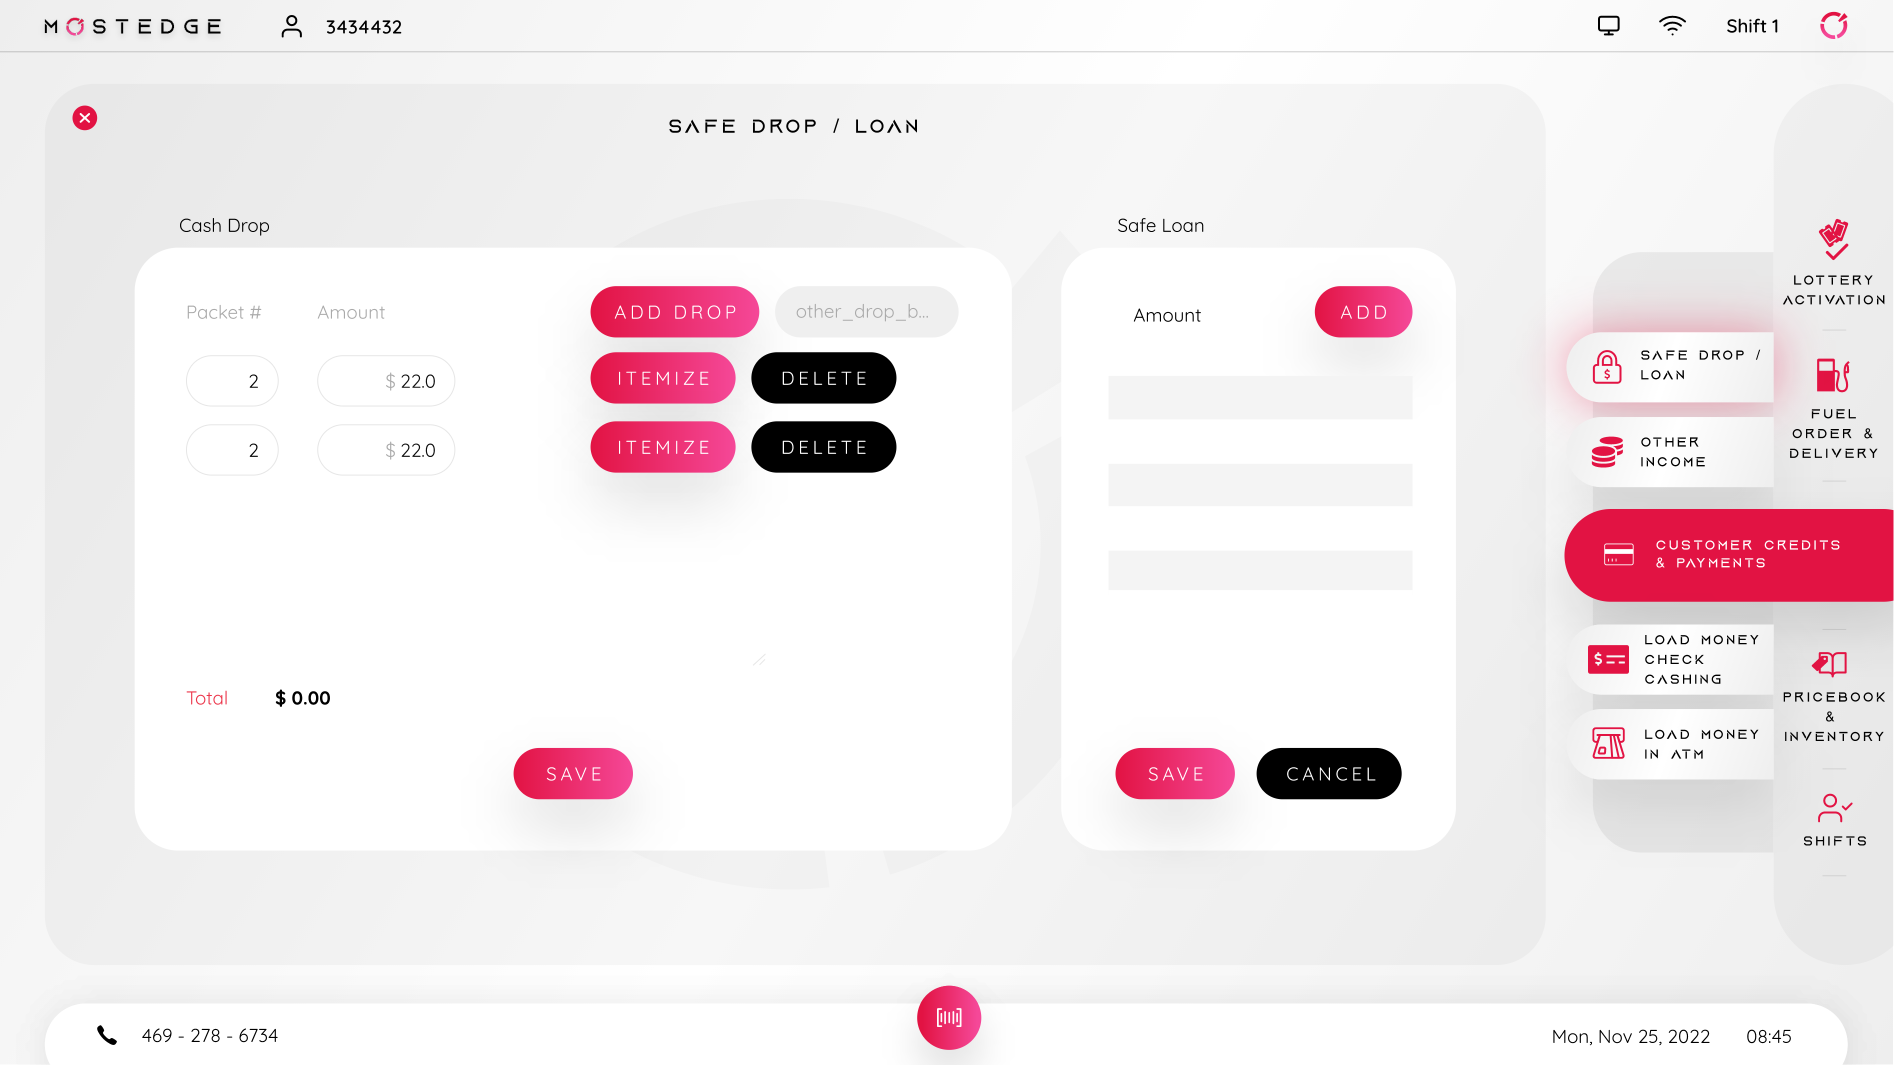 MOSTEDGE
3434432
Shift 1
SAFE DROP / LOAN
Cash Drop
Packet #
Amount
ADD DROP
other_drop_b...
2
$ 22.0
ITEMIZE
DELETE
2
$ 22.0
ITEMIZE
DELETE
Total
$ 0.00
SAVE
Safe Loan
Amount
ADD
SAVE
CANCEL
SAFE DROP /
LOAN
OTHER
INCOME
CUSTOMER CREDITS
& PAYMENTS
LOAD MONEY
CHECK
CASHING
LOAD MONEY
IN ATM
LOTTERY
ACTIVATION
FUEL
ORDER &
DELIVERY
PRICEBOOK
&
INVENTORY
SHIFTS
469 - 278 - 6734
Mon, Nov 25, 2022
08:45